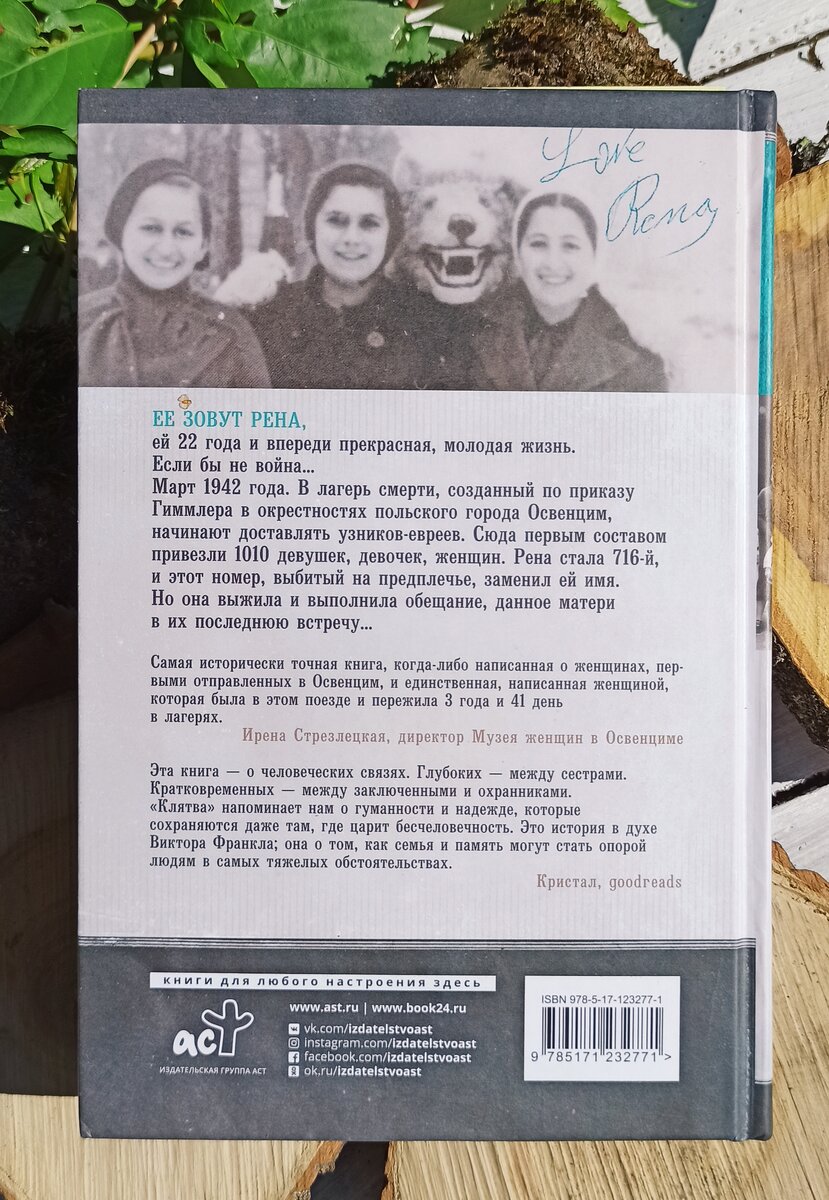 Love
Rena
ЕЕ ЗОВУТ РЕНА,
ей 22 года и впереди прекрасная, молодая жизнь.
Если бы не война...
Март 1942 года. В лагерь смерти, созданный по приказу
Гиммлера в окрестностях польского города Освенцим,
начинают доставлять узников-евреев. Сюда первым составом
привезли 1010 девушек, девочек, женщин. Рена стала 716-й,
и этот номер, выбитый на предплечье, заменил ей имя.
Но она выжила и выполнила обещание, данное матери
в их последнюю встречу...
Самая исторически точная книга, когда-либо написанная о женщинах, пер-
выми отправленных в Освенцим, и единственная, написанная женщиной,
которая была в этом поезде и пережила 3 года и 41 день
в лагерях.
Ирена Стрезлецкая, директор Музея женщин в Освенциме
Эта книга — о человеческих связях. Глубоких — между сестрами.
Кратковременных — между заключенными и охранниками.
«Клятва» напоминает нам о гуманности и надежде, которые
сохраняются даже там, где царит бесчеловечность. Это история в духе
Виктора Франкла; она о том, как семья и память могут стать опорой
людям в самых тяжелых обстоятельствах.
Кристал, goodreads
книги для любого настроения здесь
аст
ИЗДАТЕЛЬСКАЯ ГРУППА АСТ
www.ast.ru | www.book24.ru
vk.com/izdatelstvoast
instagram.com/izdatelstvoast
facebook.com/izdatelstvoast
ok.ru/izdatelstvoast
ISBN 978-5-17-123277-1
9 785171 232771 >